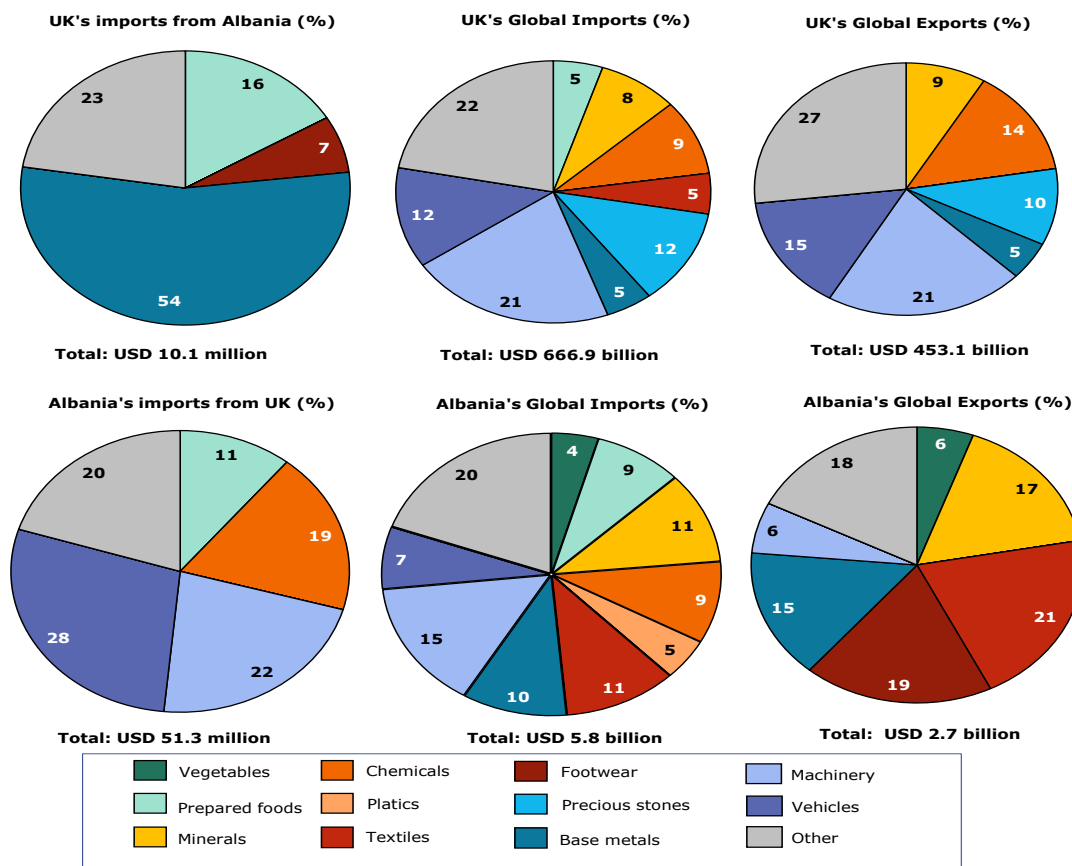 UK's imports from Albania (%)
16
7
54
23
Total: USD 10.1 million
UK's Global Imports (%)
5
8
9
5
12
5
21
12
22
Total: USD 666.9 billion
UK's Global Exports (%)
9
14
10
5
21
15
27
Total: USD 453.1 billion
Albania's imports from UK (%)
11
19
22
28
20
Total: USD 51.3 million
Albania's Global Imports (%)
4
9
11
9
5
11
10
15
7
20
Total: USD 5.8 billion
Albania's Global Exports (%)
6
17
21
19
15
6
18
Total: USD 2.7 billion
Vegetables
Chemicals
Footwear
Machinery
Prepared foods
Platics
Precious stones
Vehicles
Minerals
Textiles
Base metals
Other